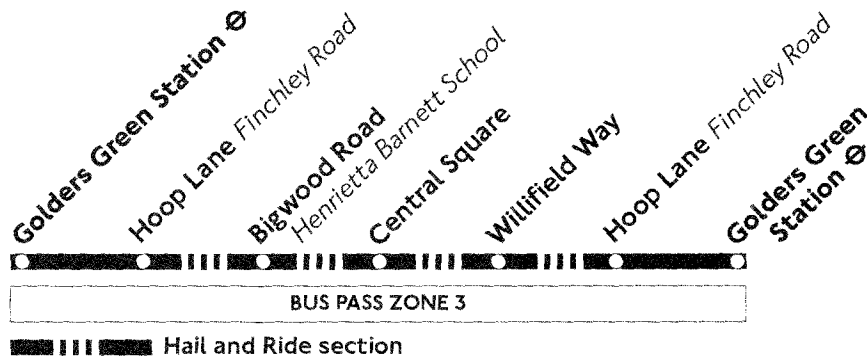 Golders Green Station
Hoop Lane Finchley Road
Bigwood Road
Henrietta Barnett School
Central Square
Willifield Way
Hoop Lane Finchley Road
Golders Green
Station
BUS PASS ZONE 3
Hail and Ride section